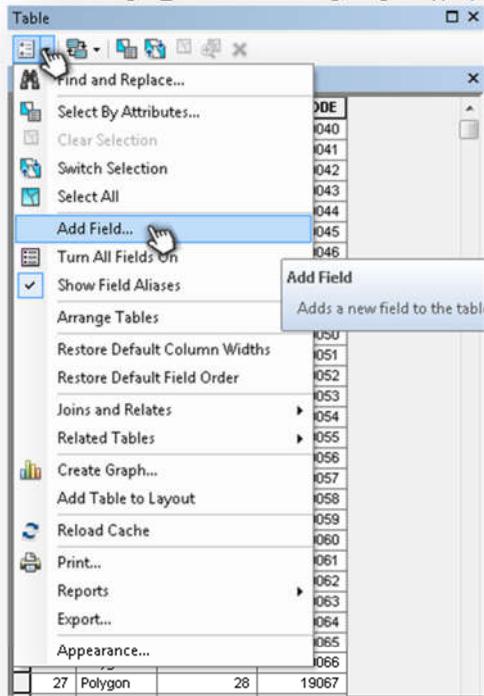 Table
Find and Replace...
Select By Attributes...
Clear Selection
Switch Selection
Select All
Add Field...
Turn All Fields On
Show Field Aliases
Arrange Tables
Restore Default Column Widths
Restore Default Field Order
Joins and Relates
Related Tables
Create Graph...
Add Table to Layout
Reload Cache
Print...
Reports
Export...
Appearance...
Add Field
Adds a new field to the tabl
ODE
0040
0041
0042
0043
0044
0045
0046
0050
0051
0052
0053
0054
0055
0056
0057
0058
0059
0060
0061
0062
0063
0064
0065
0066
27 Polygon 28 19067